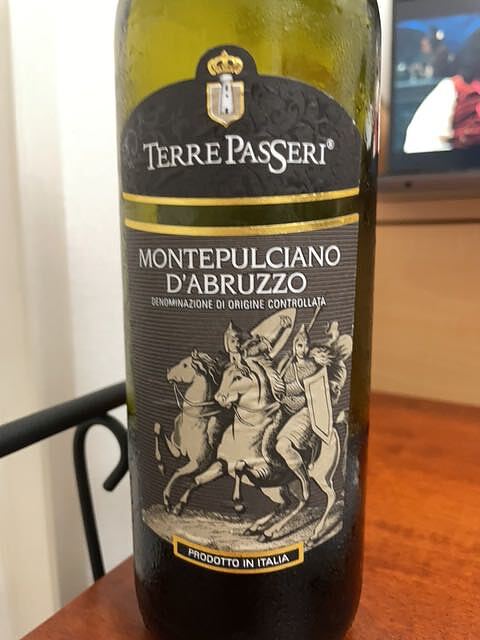 TERRE PASSERI®
MONTEPULCIANO
D'ABRUZZO
DENOMINAZIONE DI ORIGINE CONTROLLATA
PRODOTTO IN ITALIA